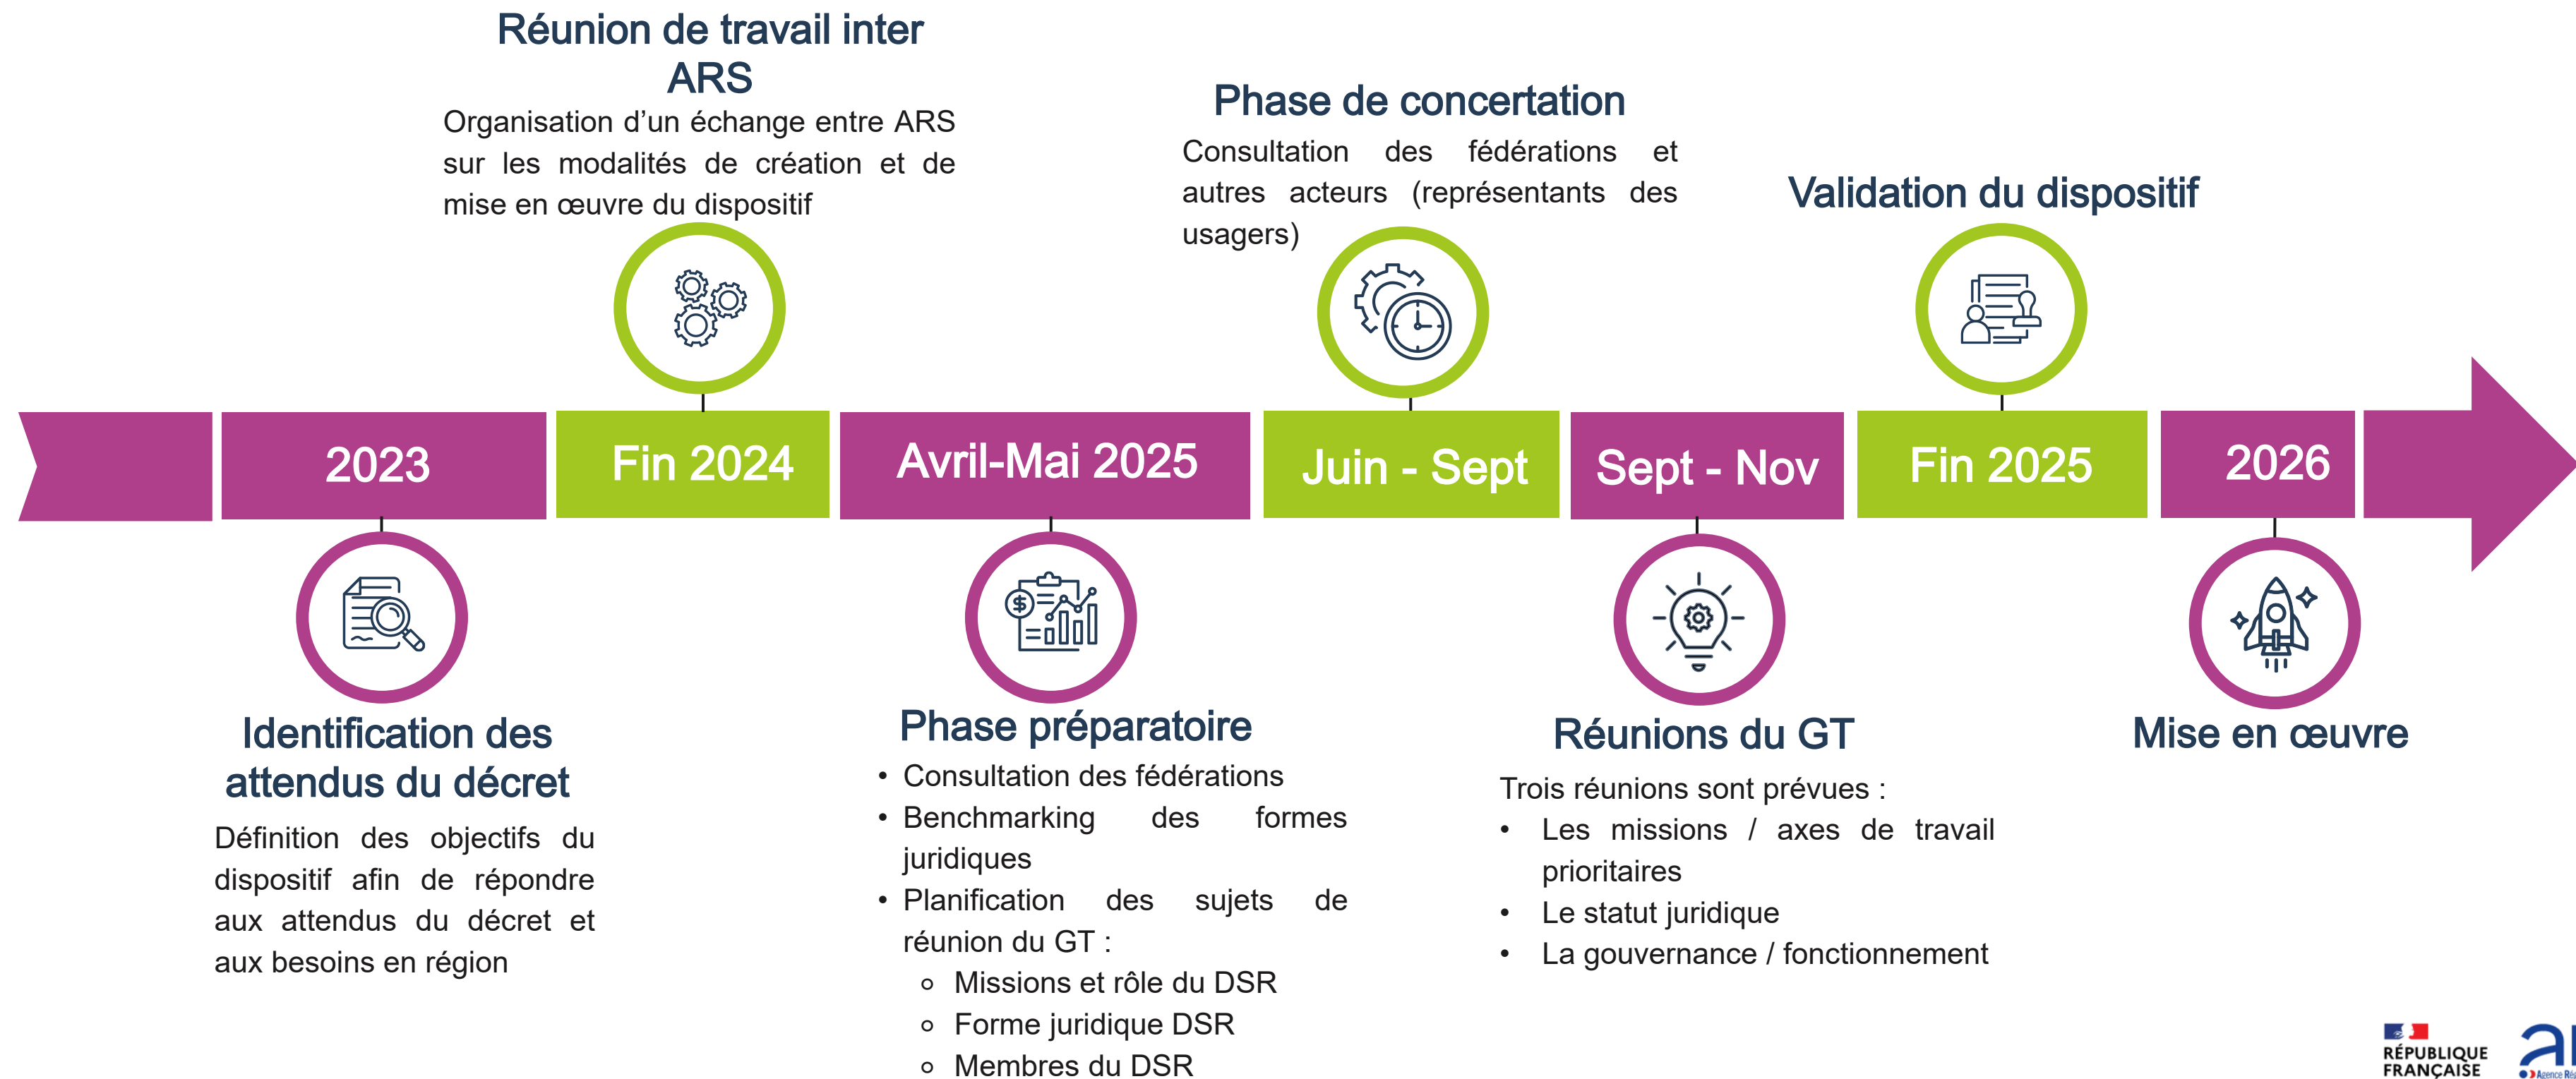 Réunion de travail inter
ARS
Organisation d’un échange entre ARS
sur les modalités de création et de
mise en œuvre du dispositif
Phase de concertation
Consultation des fédérations et
autres acteurs (représentants des
usagers)
Validation du dispositif
2023
Fin 2024
Avril-Mai 2025
Juin - Sept
Sept - Nov
Fin 2025
2026
Identification des
attendus du décret
Définition des objectifs du
dispositif afin de répondre
aux attendus du décret et
aux besoins en région
Phase préparatoire
• Consultation des fédérations
• Benchmarking des formes
juridiques
• Planification des sujets de
réunion du GT :
o Missions et rôle du DSR
o Forme juridique DSR
o Membres du DSR
Réunions du GT
Trois réunions sont prévues :
• Les missions / axes de travail
prioritaires
• Le statut juridique
• La gouvernance / fonctionnement
Mise en œuvre
RÉPUBLIQUE
FRANÇAISE
Agence